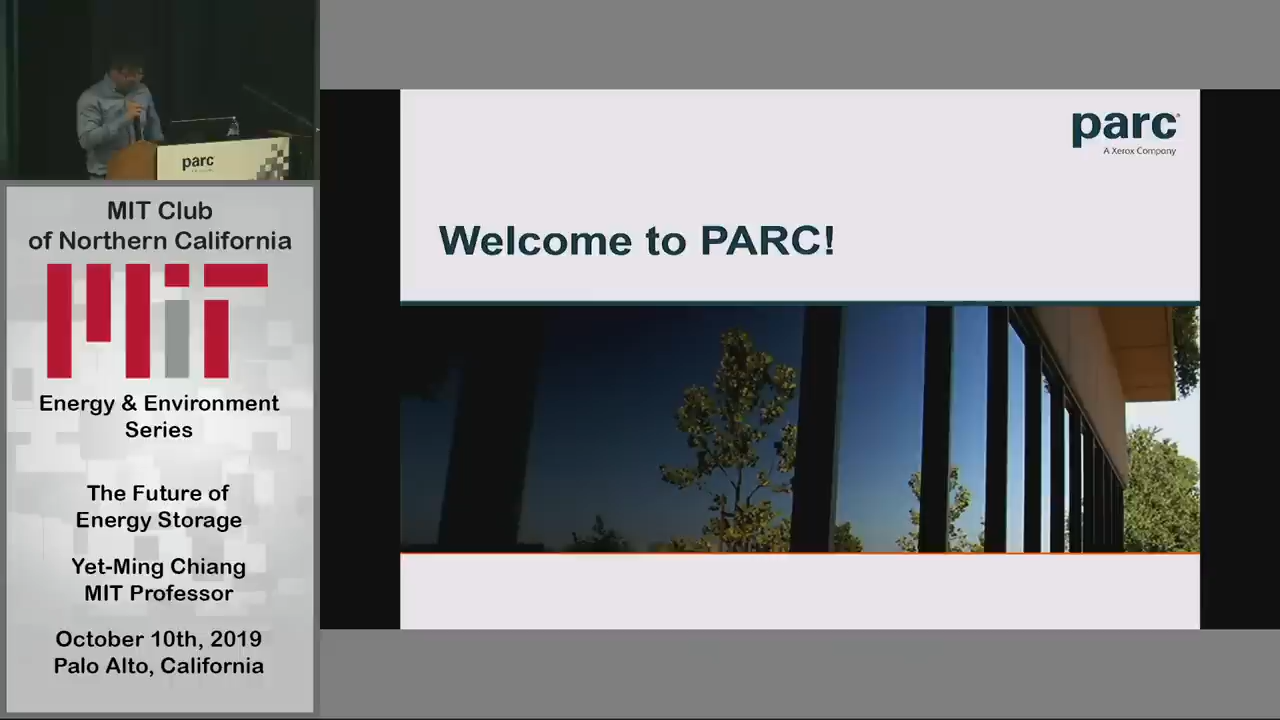 parc
MIT Club
of Northern California
MIT
Energy & Environment
Series
The Future of
Energy Storage
Yet-Ming Chiang
MIT Professor
October 10th, 2019
Palo Alto, California
parc
A Xerox Company
Welcome to PARC!